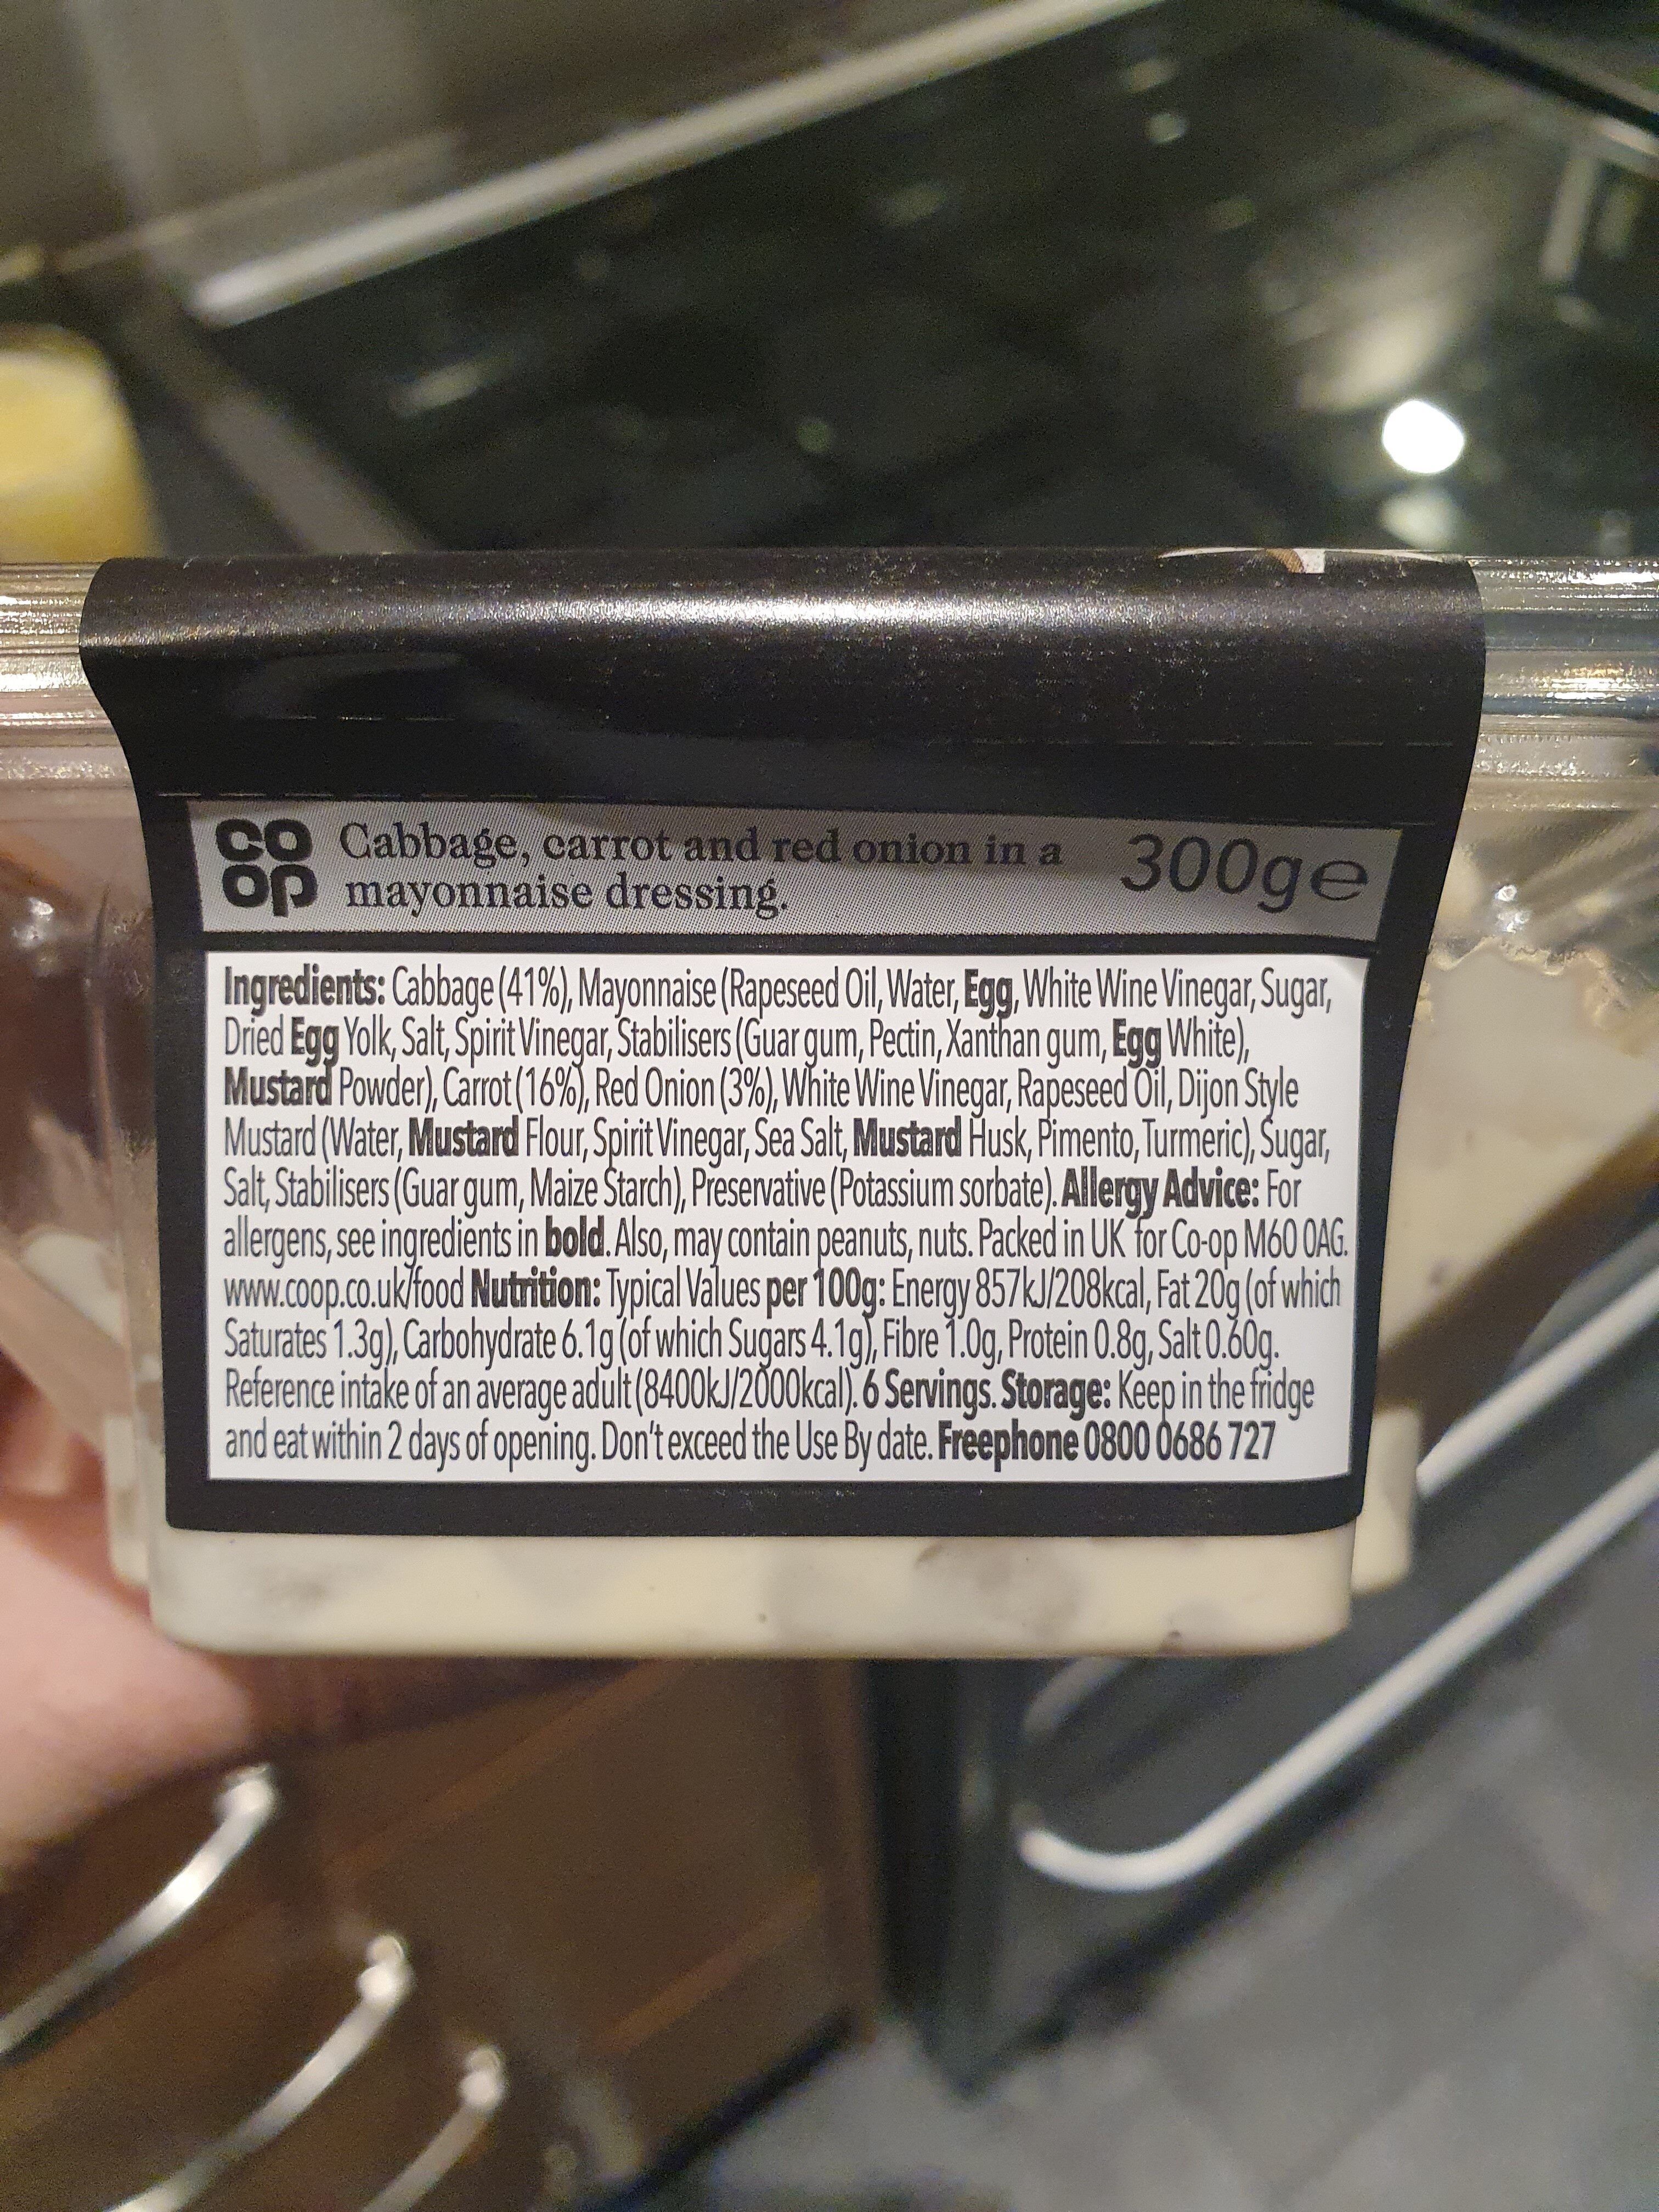 CO
OP
Cabbage, carrot and red onion in a
mayonnaise dressing.
300ge
Ingredients: Cabbage (41%), Mayonnaise (Rapeseed Oil, Water, Egg, White Wine Vinegar, Sugar,
Dried Egg Yolk, Salt, Spirit Vinegar, Stabilisers (Guar gum, Pectin, Xanthan gum, Egg White),
Mustard Powder), Carrot (16%), Red Onion (3%), White Wine Vinegar, Rapeseed Oil, Dijon Style
Mustard (Water, Mustard Flour, Spirit Vinegar, Sea Salt, Mustard Husk, Pimento, Turmeric), Sugar,
Salt, Stabilisers (Guar gum, Maize Starch), Preservative (Potassium sorbate). Allergy Advice: For
allergens, see ingredients in bold. Also, may contain peanuts, nuts. Packed in UK for Co-op M60 0AG.
www.coop.co.uk/food Nutrition: Typical Values per 100g: Energy 857kJ/208kcal, Fat 20g (of which
Saturates 1.3g), Carbohydrate 6.1g (of which Sugars 4.1g), Fibre 1.0g, Protein 0.8g, Salt 0.60g.
Reference intake of an average adult (8400kJ/2000kcal). 6 Servings. Storage: Keep in the fridge
and eat within 2 days of opening. Don't exceed the Use By date. Freephone 0800 0686 727